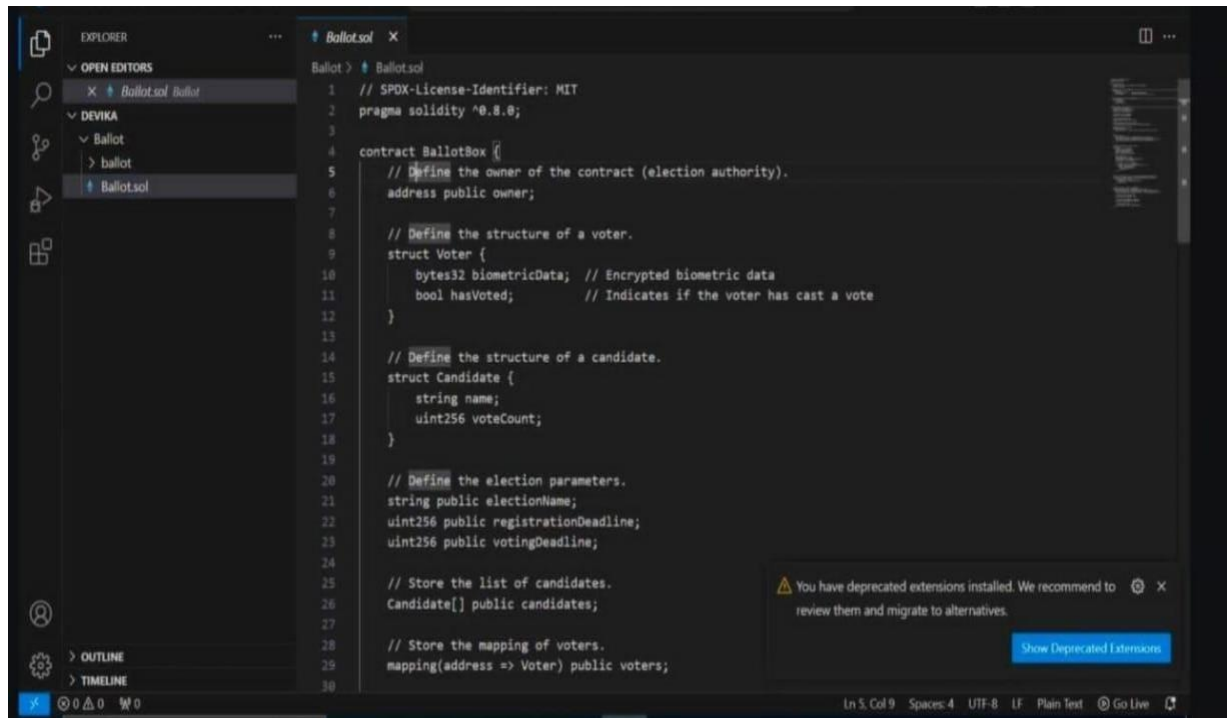 EXPLORER
OPEN EDITORS
Ballot.sol Ballot
DEVIKA
Ballot
ballot
Ballot.sol
OUTLINE
TIMELINE
Ballot.sol
Ballot > Ballot.sol
1 // SPDX-License-Identifier: MIT
2 pragma solidity ^0.8.0;
3
4 contract BallotBox {
5 // Define the owner of the contract (election authority).
6 address public owner;
7
8 // Define the structure of a voter.
9 struct Voter {
10 bytes32 biometricData; // Encrypted biometric data
11 bool hasVoted; // Indicates if the voter has cast a vote
12 }
13
14 // Define the structure of a candidate.
15 struct Candidate {
16 string name;
17 uint256 voteCount;
18 }
19
20 // Define the election parameters.
21 string public electionName;
22 uint256 public registrationDeadline;
23 uint256 public votingDeadline;
24
25 // Store the list of candidates.
26 Candidate[] public candidates;
27
28 // Store the mapping of voters.
29 mapping(address => Voter) public voters;
30
You have deprecated extensions installed. We recommend to
review them and migrate to alternatives.
Show Deprecated Extensions
0 0 0
Ln 5, Col 9 Spaces: 4 UTF-8 LF Plain Text Go Live